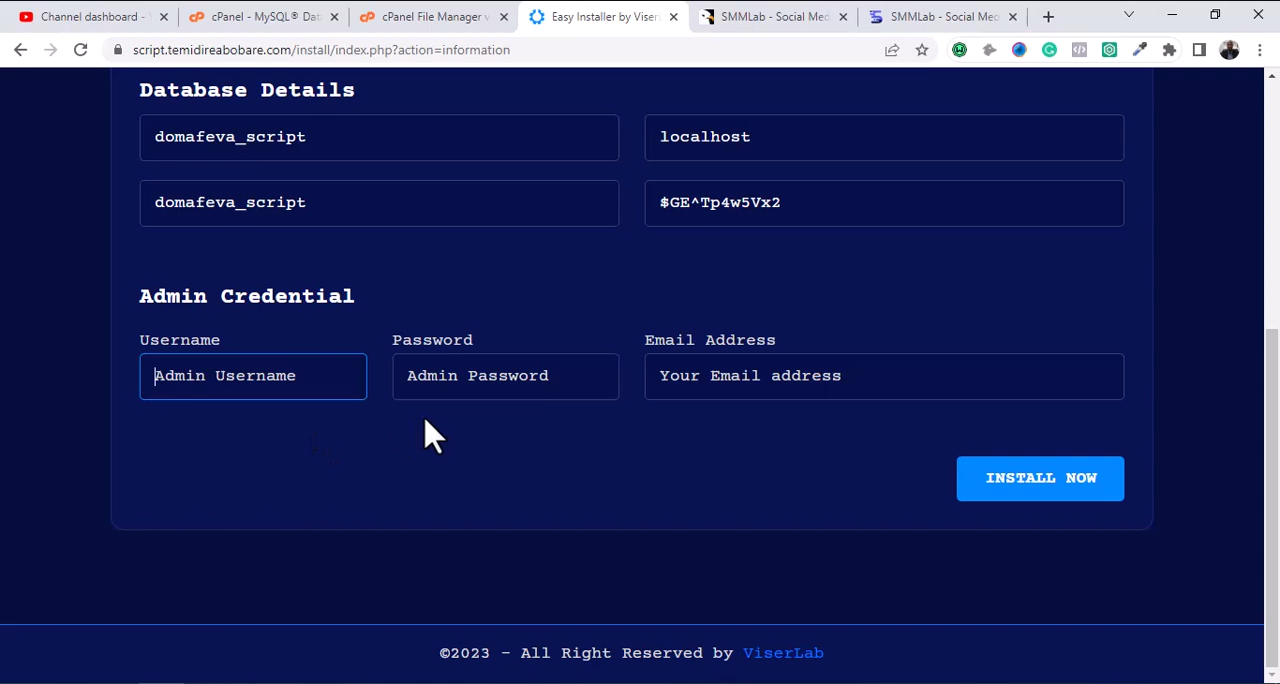 Channel dashboard -
cPanel - MySQL® Dat
cPanel File Manager v
Easy Installer by Viser
SMMLab - Social Med
SMMLab - Social Med
script.temidireabobare.com/install/index.php?action=information
Database Details
domafeva_script
localhost
domafeva_script
$GE^Tp4w5Vx2
Admin Credential
Username
Password
Email Address
Admin Username
Admin Password
Your Email address
INSTALL NOW
©2023 - All Right Reserved by ViserLab